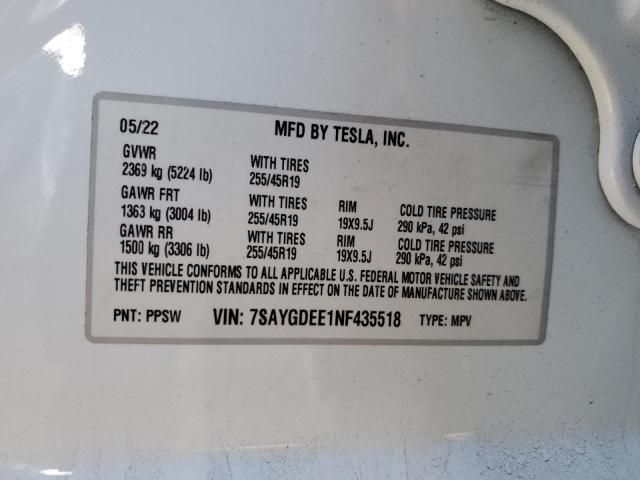 05/22 MFD BY TESLA, INC.
GVWR WITH TIRES
2369 kg (5224 lb) 255/45R19
GAWR FRT WITH TIRES RIM COLD TIRE PRESSURE
1363 kg (3004 lb) 255/45R19 19X9.5J 290 kPa, 42 psi
GAWR RR WITH TIRES RIM COLD TIRE PRESSURE
1500 kg (3306 lb) 255/45R19 19X9.5J 290 kPa, 42 psi
THIS VEHICLE CONFORMS TO ALL APPLICABLE U.S. FEDERAL MOTOR VEHICLE SAFETY AND
THEFT PREVENTION STANDARDS IN EFFECT ON THE DATE OF MANUFACTURE SHOWN ABOVE.
PNT: PPSW VIN: 7SAYGDEE1NF435518 TYPE: MPV